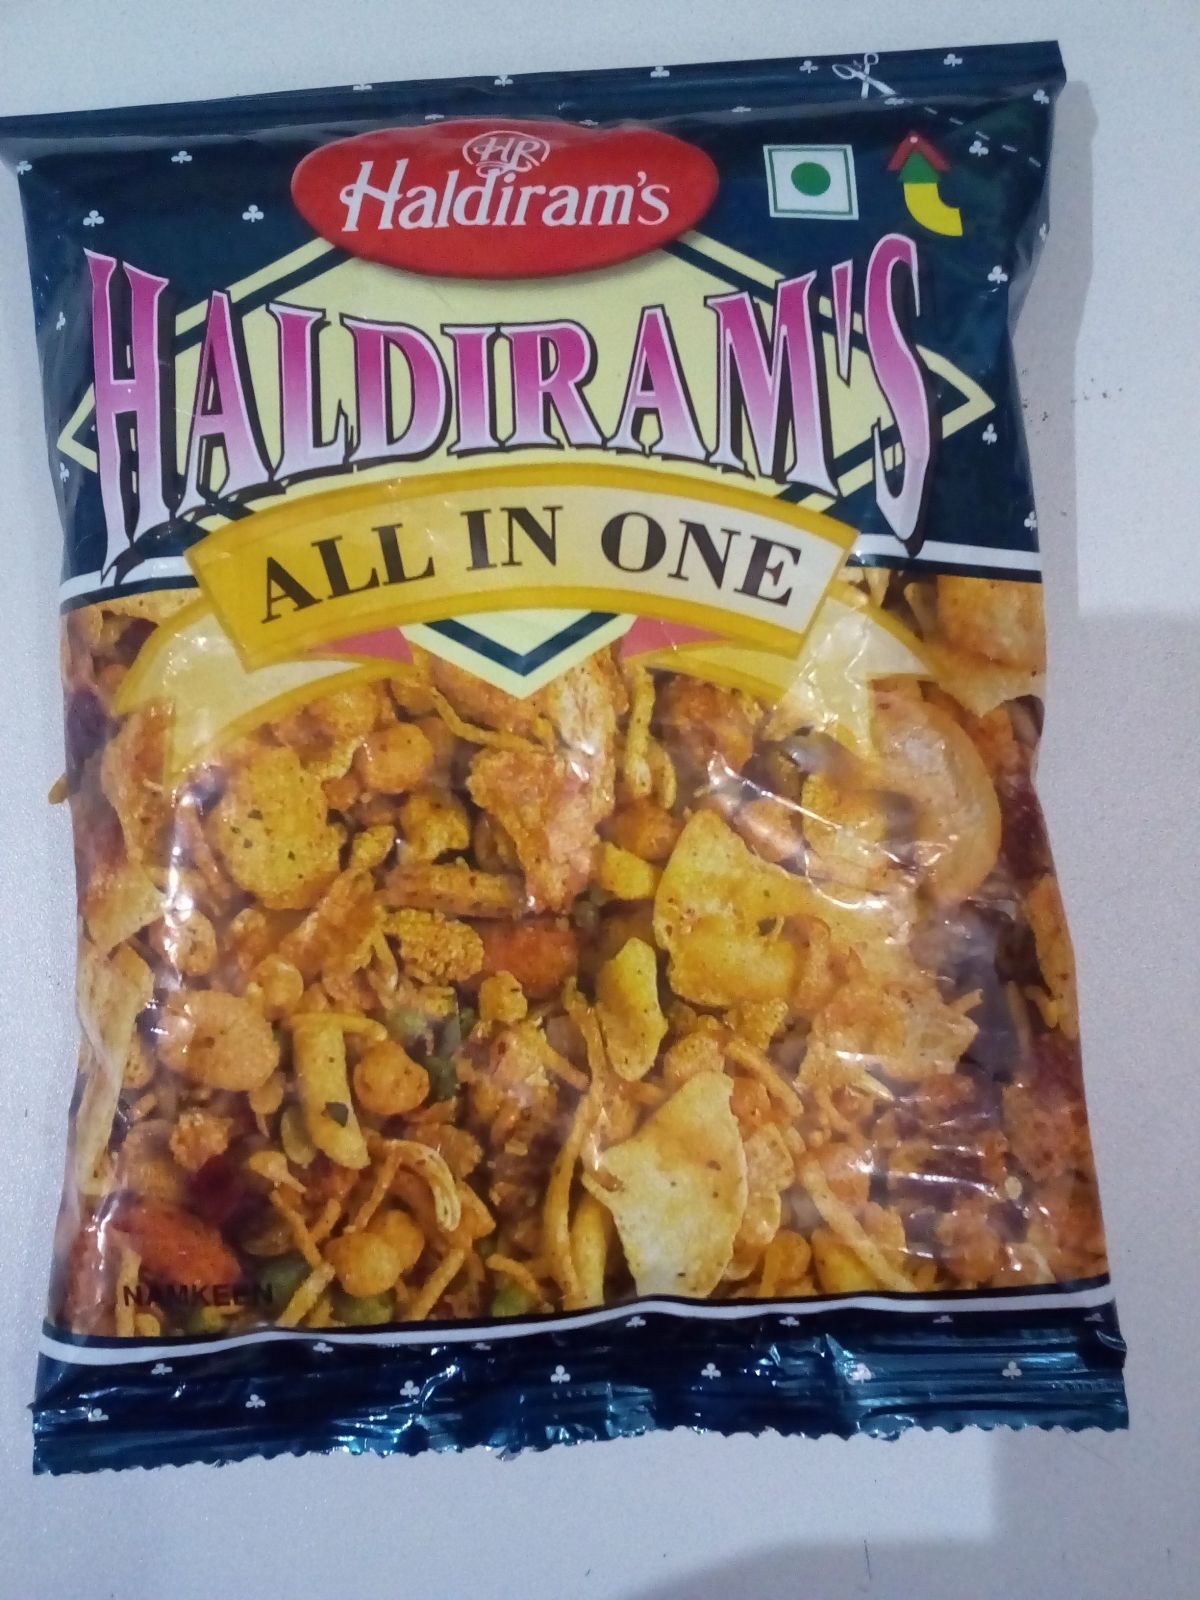 HR
Haldiram's
HALDIRAM'S
ALL IN ONE
NAMKEEN